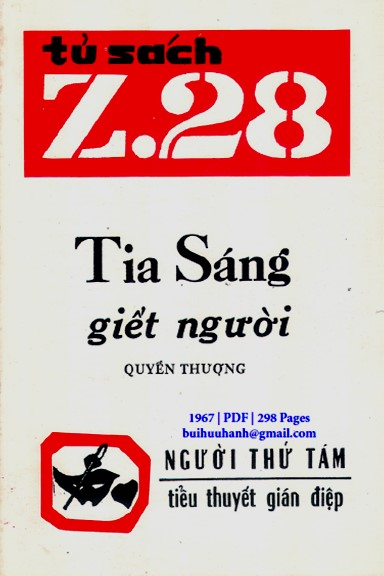 tủ sách
Z.28
Tia Sáng
giết người
QUYỂN THƯỢNG
1967 | PDF | 298 Pages
buihuuhanh@gmail.com
NGƯỜI THỨ TÁM
tiểu thuyết gián điệp